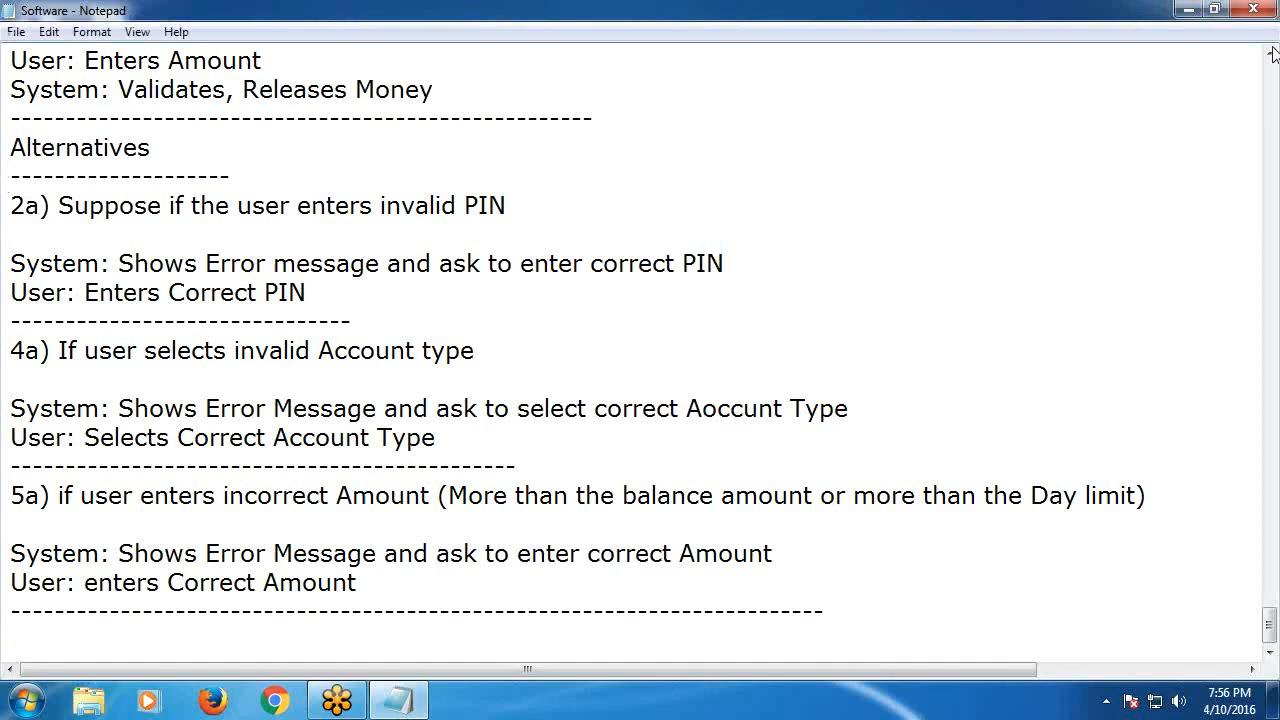 Software - Notepad
File Edit Format View Help
User: Enters Amount
System: Validates, Releases Money
-----------------------------------------------------
Alternatives
--------------------
2a) Suppose if the user enters invalid PIN
System: Shows Error message and ask to enter correct PIN
User: Enters Correct PIN
-------------------------------
4a) If user selects invalid Account type
System: Shows Error Message and ask to select correct Aoccunt Type
User: Selects Correct Account Type
----------------------------------------------
5a) if user enters incorrect Amount (More than the balance amount or more than the Day limit)
System: Shows Error Message and ask to enter correct Amount
User: enters Correct Amount
--------------------------------------------------------------------------
7:56 PM
4/10/2016